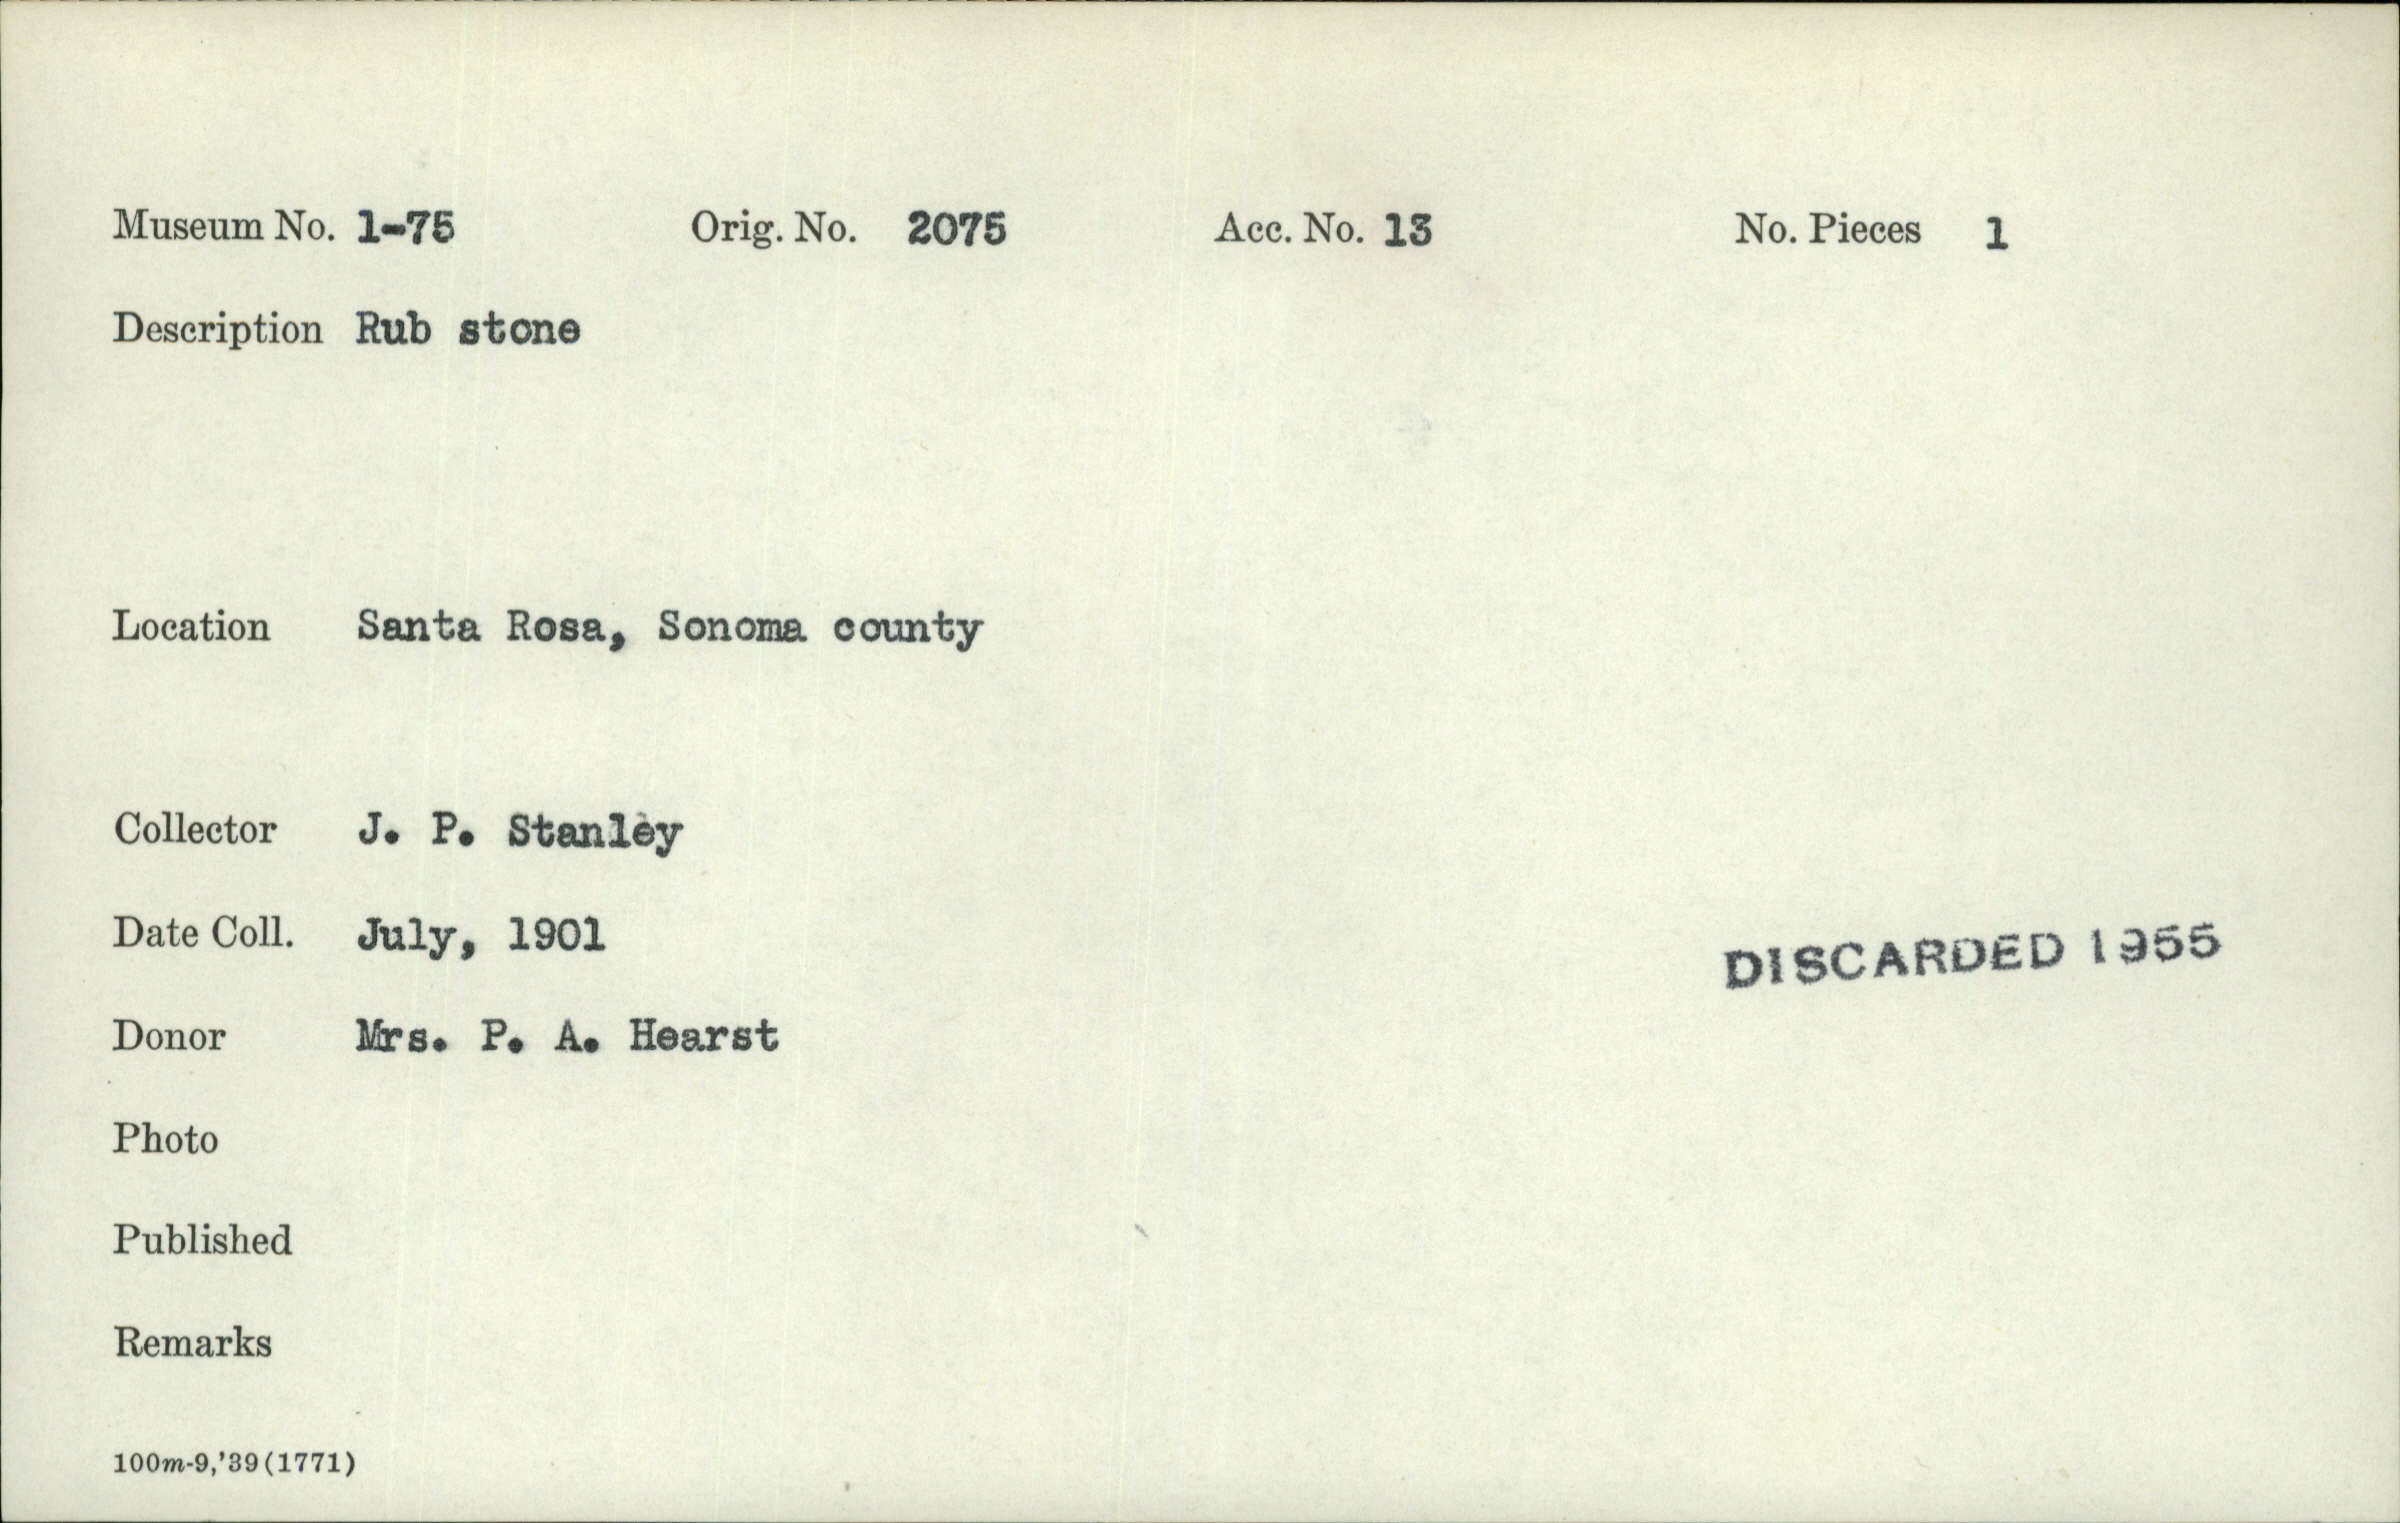 Museum No. 1-75 Orig. No. 2075 Acc. No. 13 No. Pieces 1
Description Rub stone
Location Santa Rosa, Sonoma county
Collector J. P. Stanley
Date Coll. July, 1901
DISCARDED 1955
Donor Mrs. P. A. Hearst
Photo
Published
Remarks
100m-9,'39(1771)